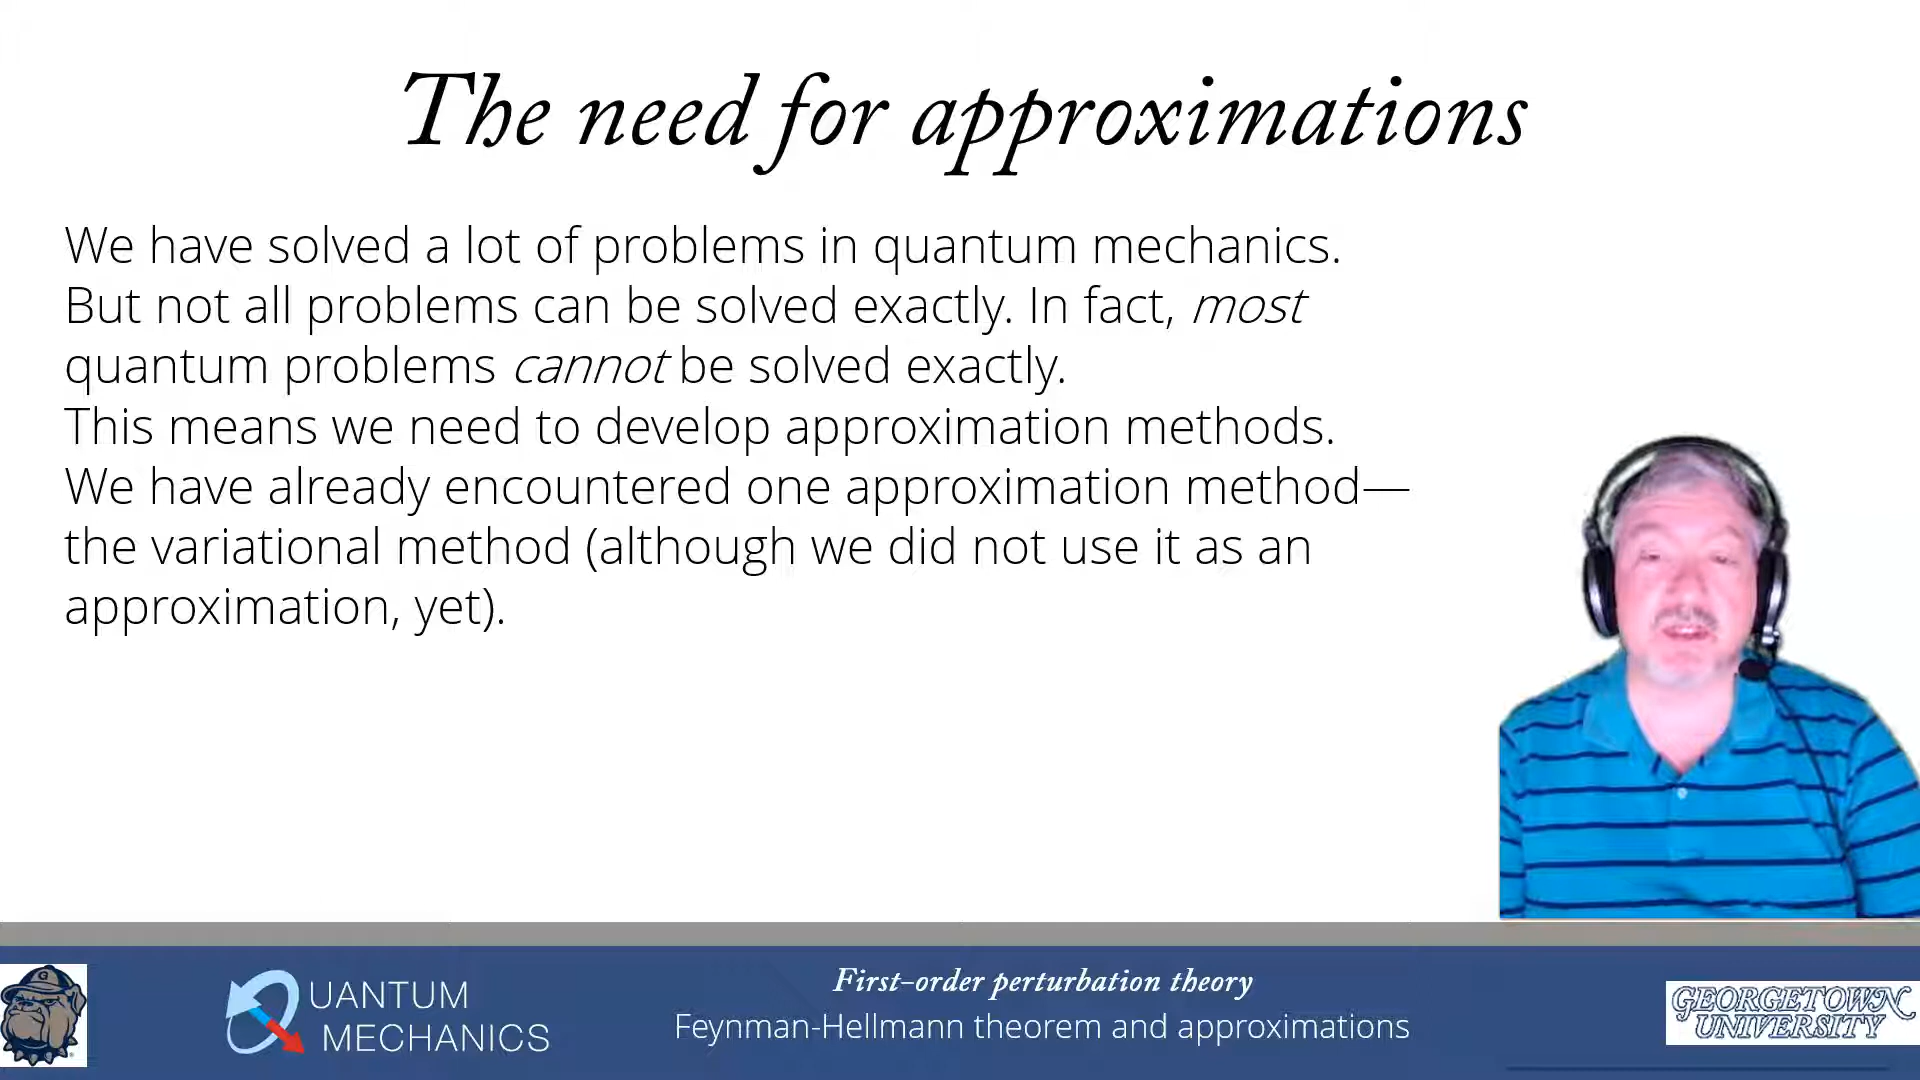 The need for approximations
We have solved a lot of problems in quantum mechanics.
But not all problems can be solved exactly. In fact, most
quantum problems cannot be solved exactly.
This means we need to develop approximation methods.
We have already encountered one approximation method—
the variational method (although we did not use it as an
approximation, yet).
G
QUANTUM
MECHANICS
First-order perturbation theory
Feynman-Hellmann theorem and approximations
GEORGETOWN
UNIVERSITY